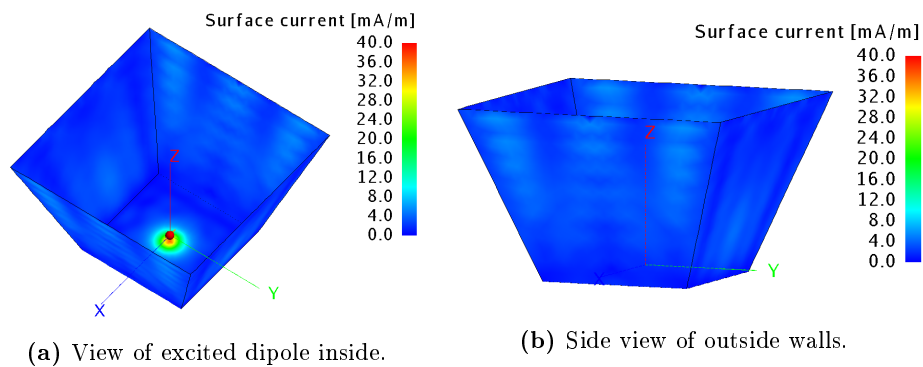 Surface current [mA/m]
40.0
36.0
32.0
28.0
24.0
20.0
16.0
12.0
8.0
4.0
0.0
Z
X
Y
(a) View of excited dipole inside.
Surface current [mA/m]
40.0
36.0
32.0
28.0
24.0
20.0
16.0
12.0
8.0
4.0
0.0
Z
X
Y
(b) Side view of outside walls.